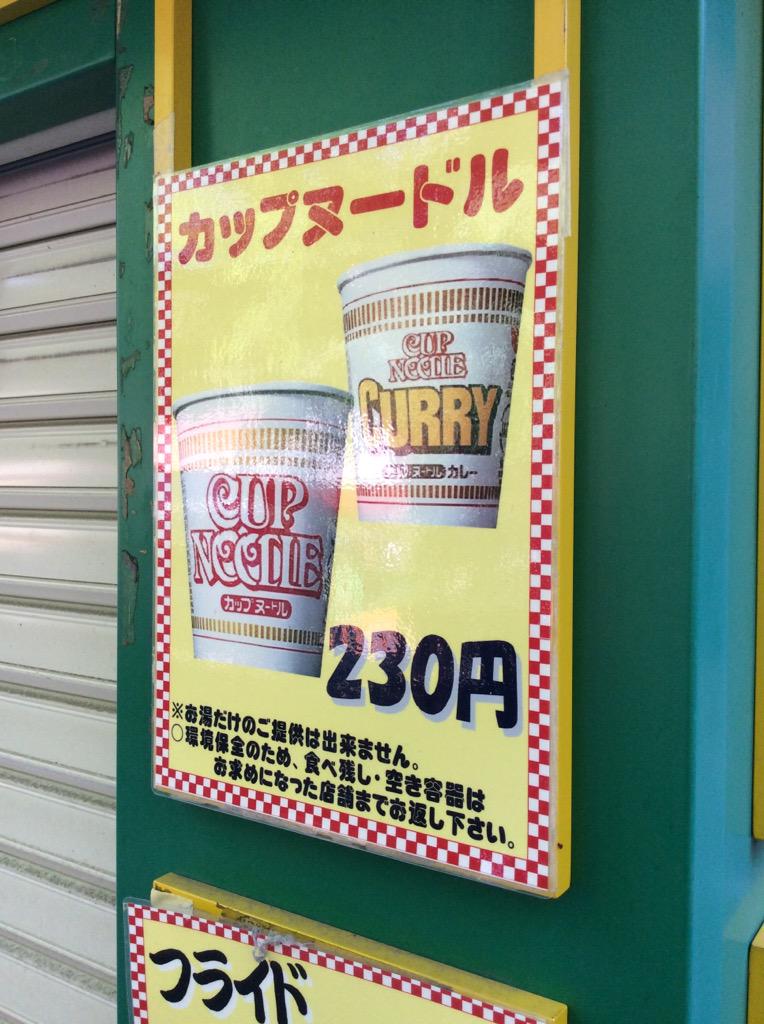 カップヌードル
CUP
NOODLE
CURRY
カップヌードル カレー
CUP
NOODLE
カップヌードル
230円
※お湯だけのご提供は出来ません。
○環境保全のため、食べ残し・空き容器は
お求めになった店舗までお返し下さい。
フライド